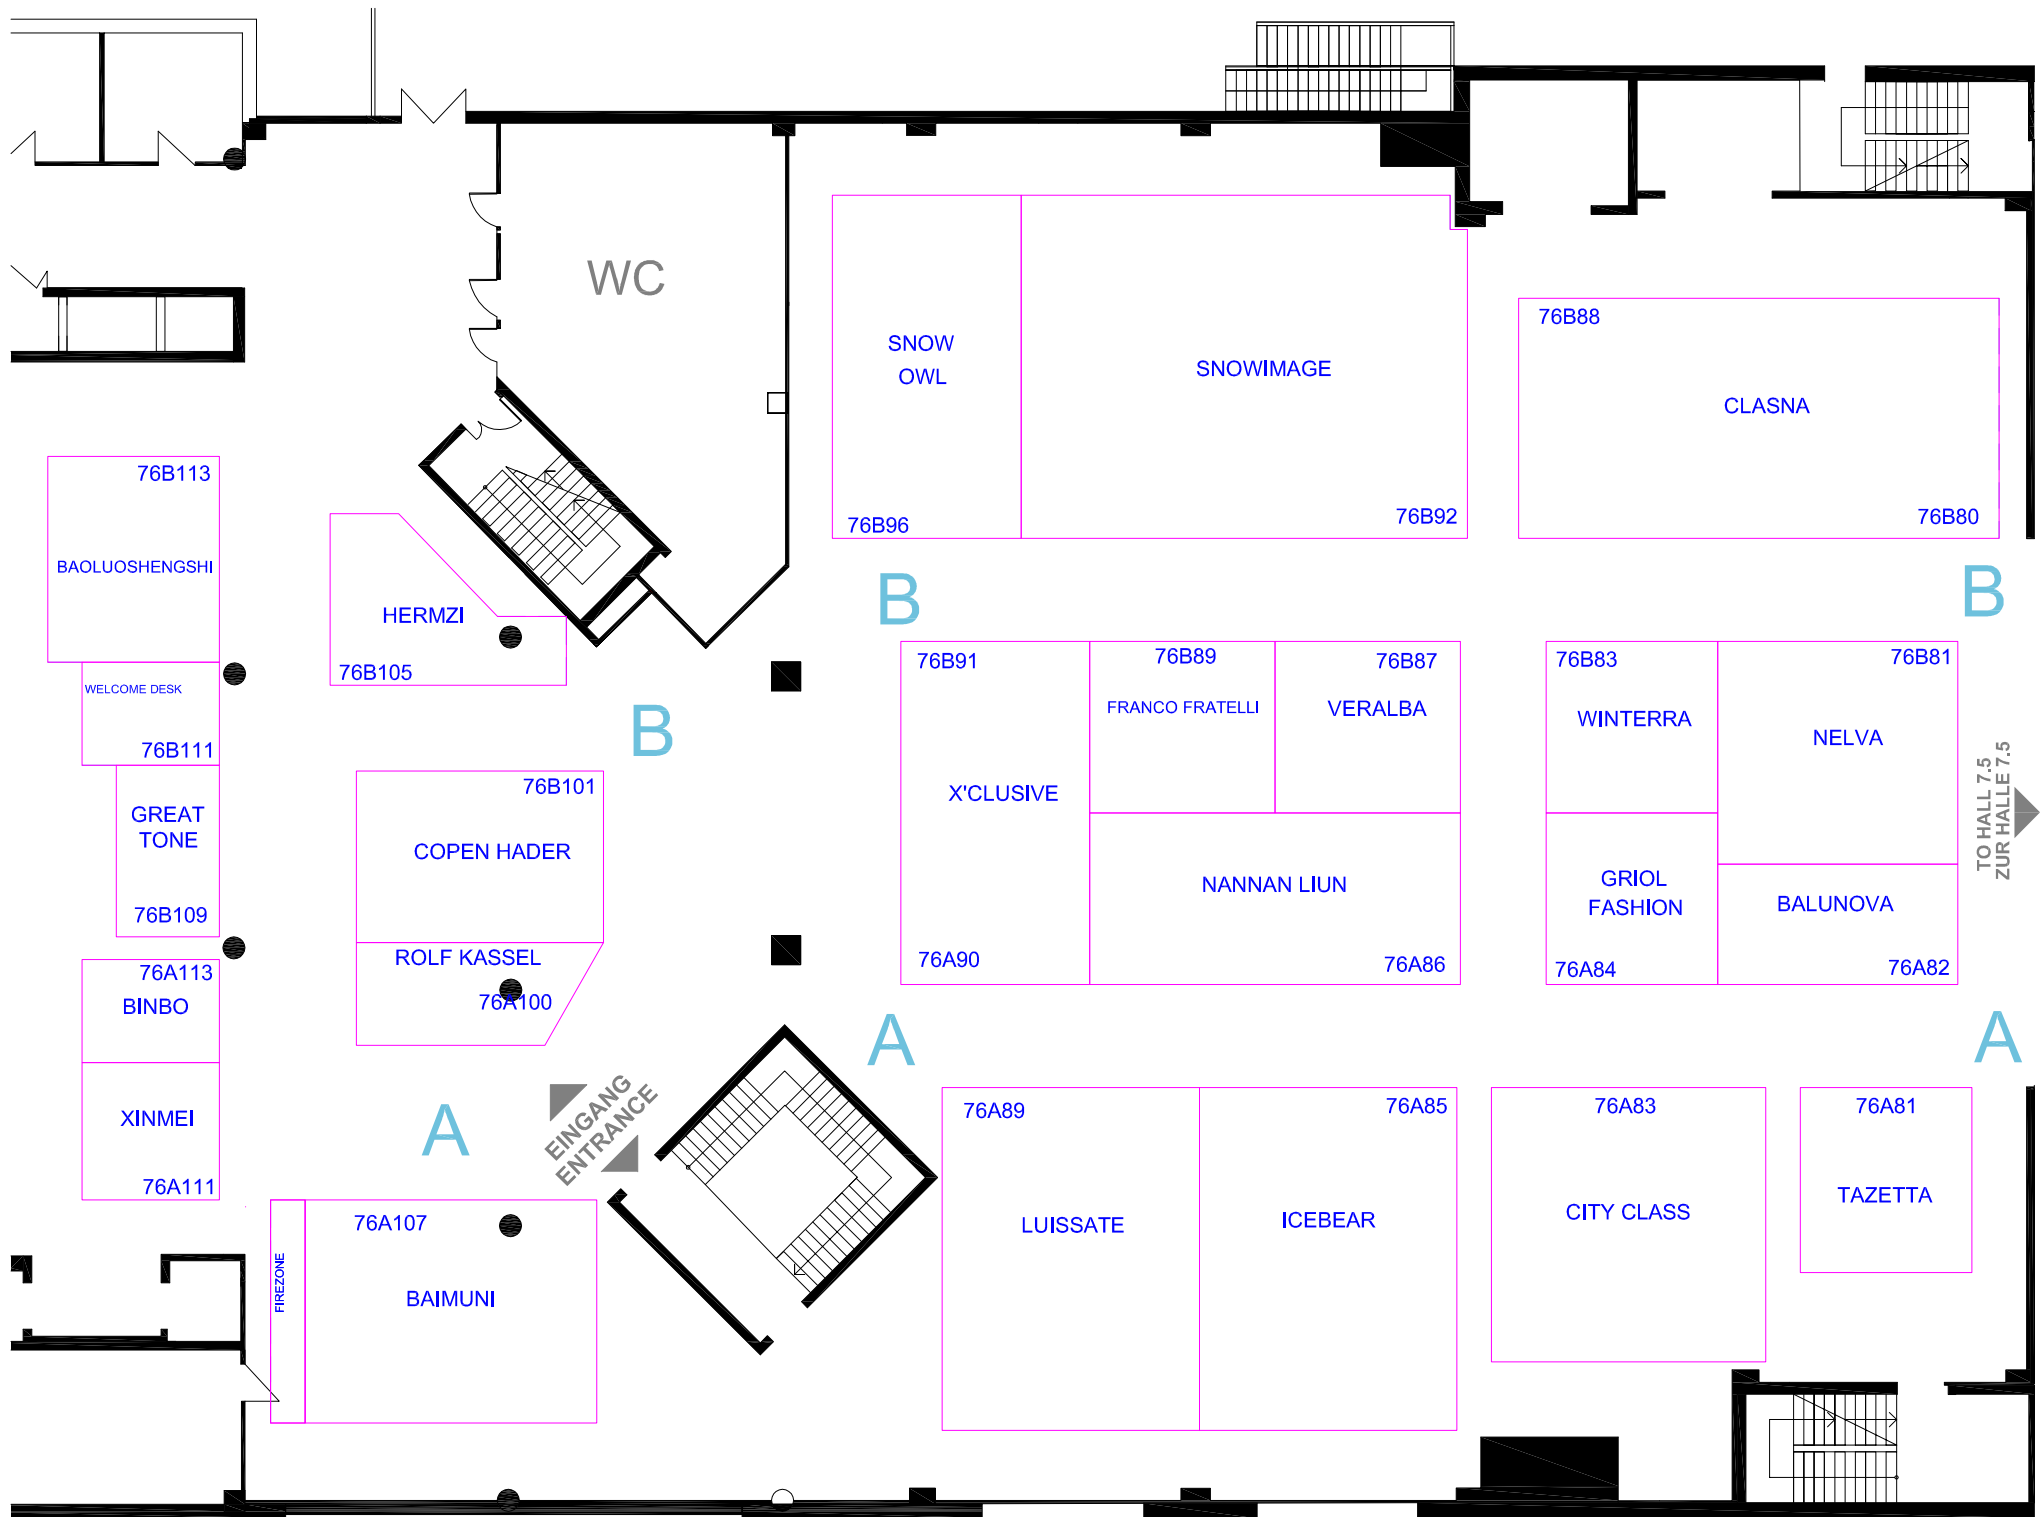 WC
SNOW
OWL
76B96
SNOWIMAGE
76B92
76B88
CLASNA
76B80
76B113
BAOLUOSHENGSHI
WELCOME DESK
76B111
GREAT
TONE
76B109
76A113
BINBO
XINMEI
76A111
HERMZI
76B105
B
B
B
76B101
COPEN HADER
ROLF KASSEL
76A100
76B91
X'CLUSIVE
76A90
76B89
FRANCO FRATELLI
76B87
VERALBA
NANNAN LIUN
76A86
76B83
WINTERRA
76B81
NELVA
GRIOL
FASHION
76A84
BALUNOVA
76A82
TO HALL 7.5
ZUR HALLE 7.5
A
A
A
EINGANG
ENTRANCE
FIREZONE
76A107
BAIMUNI
76A89
LUISSATE
76A85
ICEBEAR
76A83
CITY CLASS
76A81
TAZETTA